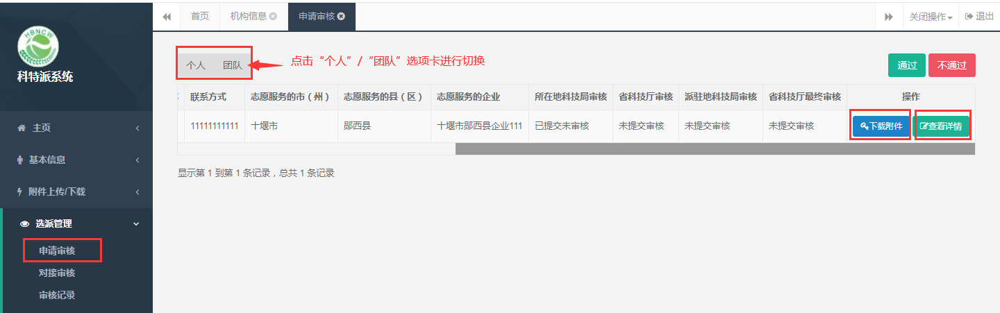 HBNCW
科特派系统
主页
基本信息
附件上传/下载
选派管理
申请审核
对接审核
审核记录
首页 机构信息 申请审核 关闭操作 退出
个人 团队 点击“个人”/“团队”选项卡进行切换 通过 不通过
联系方式 志愿服务的市（州） 志愿服务的县（区） 志愿服务的企业 所在地科技局审核 省科技厅审核 派驻地科技局审核 省科技厅最终审核 操作
11111111111 十堰市 郧西县 十堰市郧西县企业111 已提交未审核 未提交审核 未提交审核 未提交审核 下载附件 查看详情
显示第 1 到第 1 条记录，总共 1 条记录